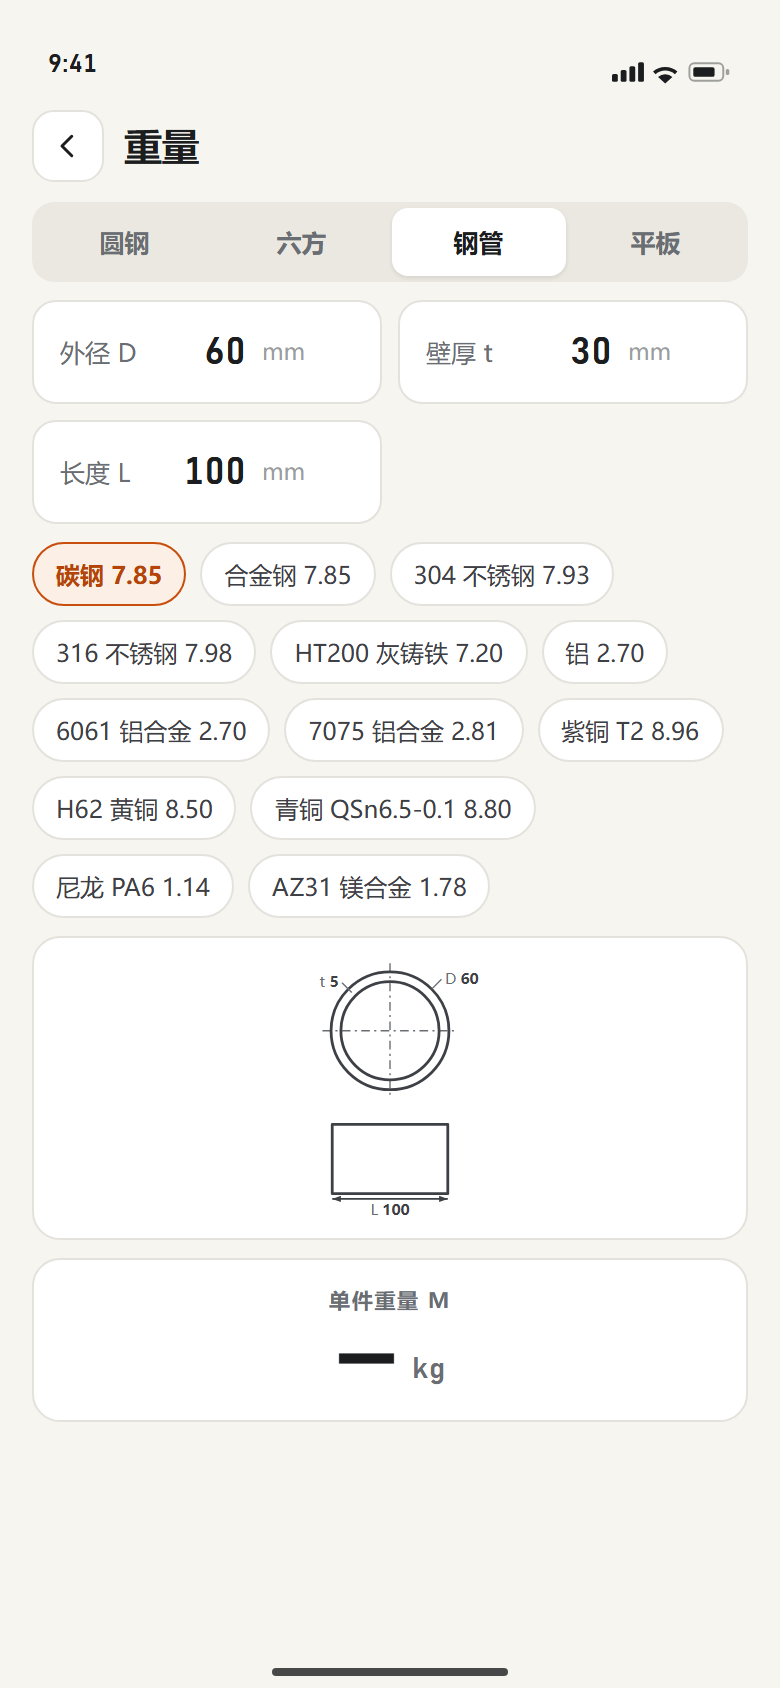 9:41
重量
圆钢 六方 钢管 平板
外径 D 60 mm 壁厚 t 30 mm
长度 L 100 mm
碳钢 7.85 合金钢 7.85 304 不锈钢 7.93
316 不锈钢 7.98 HT200 灰铸铁 7.20 铝 2.70
6061 铝合金 2.70 7075 铝合金 2.81 紫铜 T2 8.96
H62 黄铜 8.50 青铜 QSn6.5-0.1 8.80
尼龙 PA6 1.14 AZ31 镁合金 1.78
t 5 D 60
L 100
单件重量 M
— kg